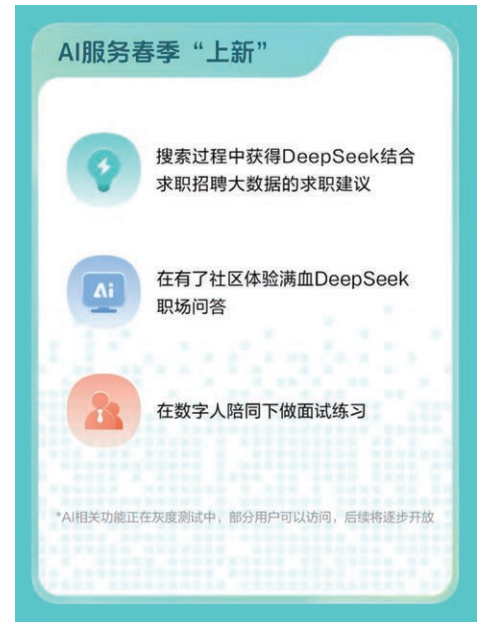 AI服务春季“上新”
搜索过程中获得DeepSeek结合
求职招聘大数据的求职建议
Ai
在有了社区体验满血DeepSeek
职场问答
在数字人陪同下做面试练习
*AI相关功能正在灰度测试中，部分用户可以访问，后续将逐步开放